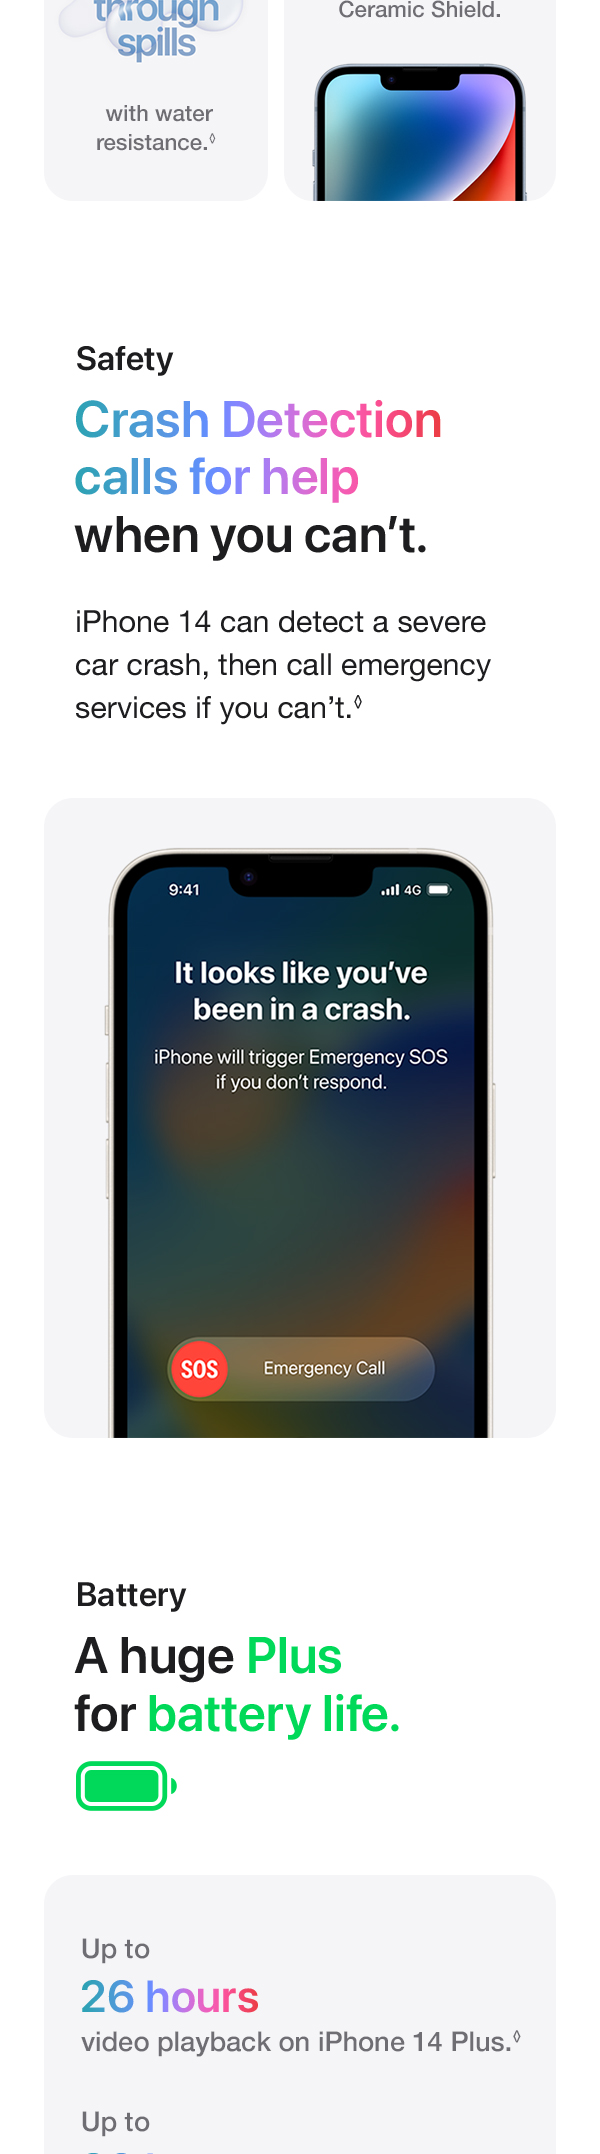 through
spills
with water
resistance.◊
Ceramic Shield.
Safety
Crash Detection
calls for help
when you can’t.
iPhone 14 can detect a severe
car crash, then call emergency
services if you can’t.◊
9:41 4G
It looks like you’ve
been in a crash.
iPhone will trigger Emergency SOS
if you don’t respond.
SOS Emergency Call
Battery
A huge Plus
for battery life.
Up to
26 hours
video playback on iPhone 14 Plus.◊
Up to